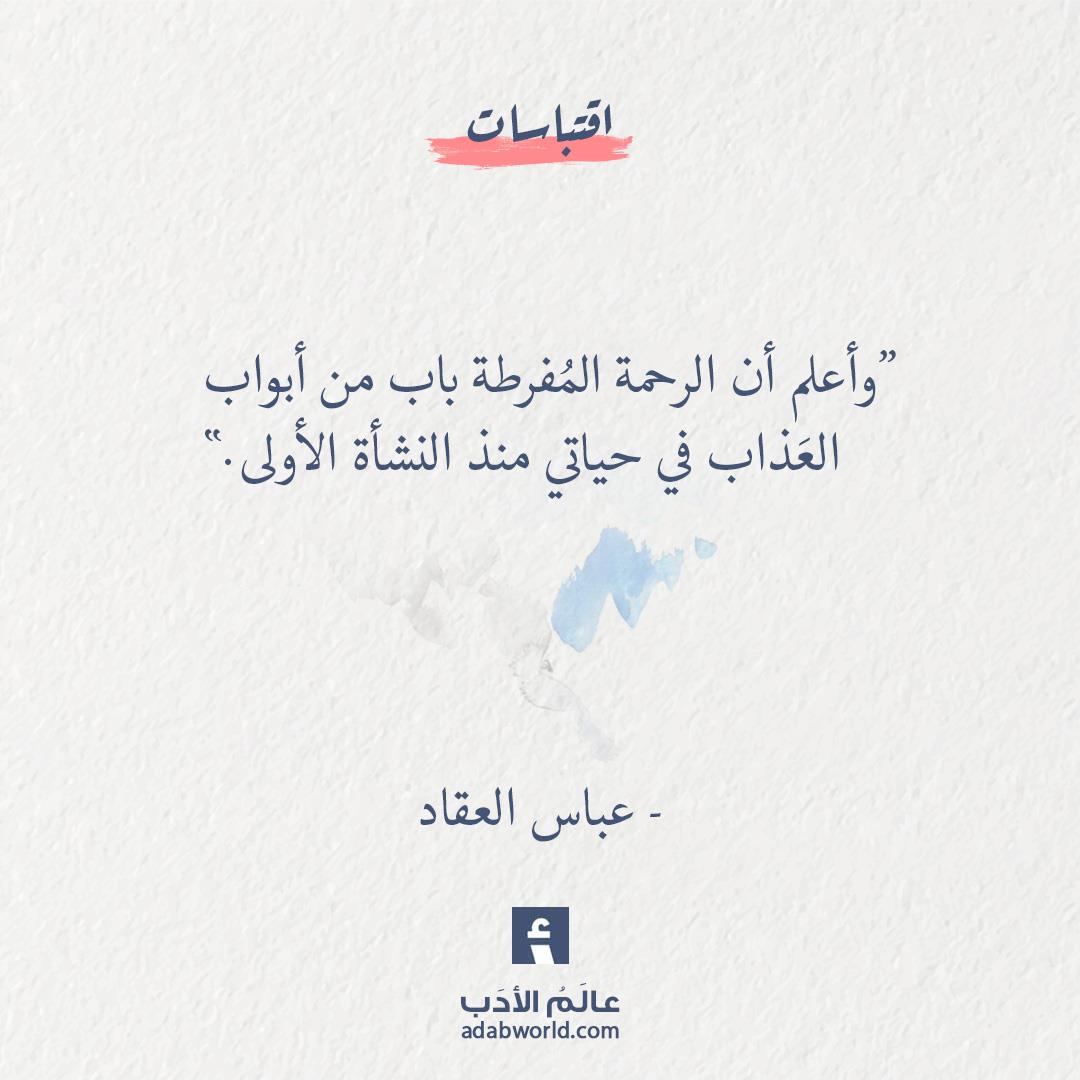 اقتباسات
”وأعلم أن الرحمة المُفرطة باب من أبواب
العَذاب في حياتي منذ النشأة الأولى.“
- عباس العقاد
أ
عالَمُ الأدَب
adabworld.com